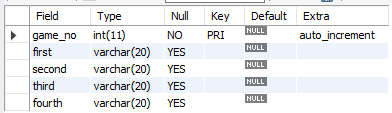 Field Type Null Key Default Extra
game_no int(11) NO PRI NULL auto_increment
first varchar(20) YES NULL
second varchar(20) YES NULL
third varchar(20) YES NULL
fourth varchar(20) YES NULL